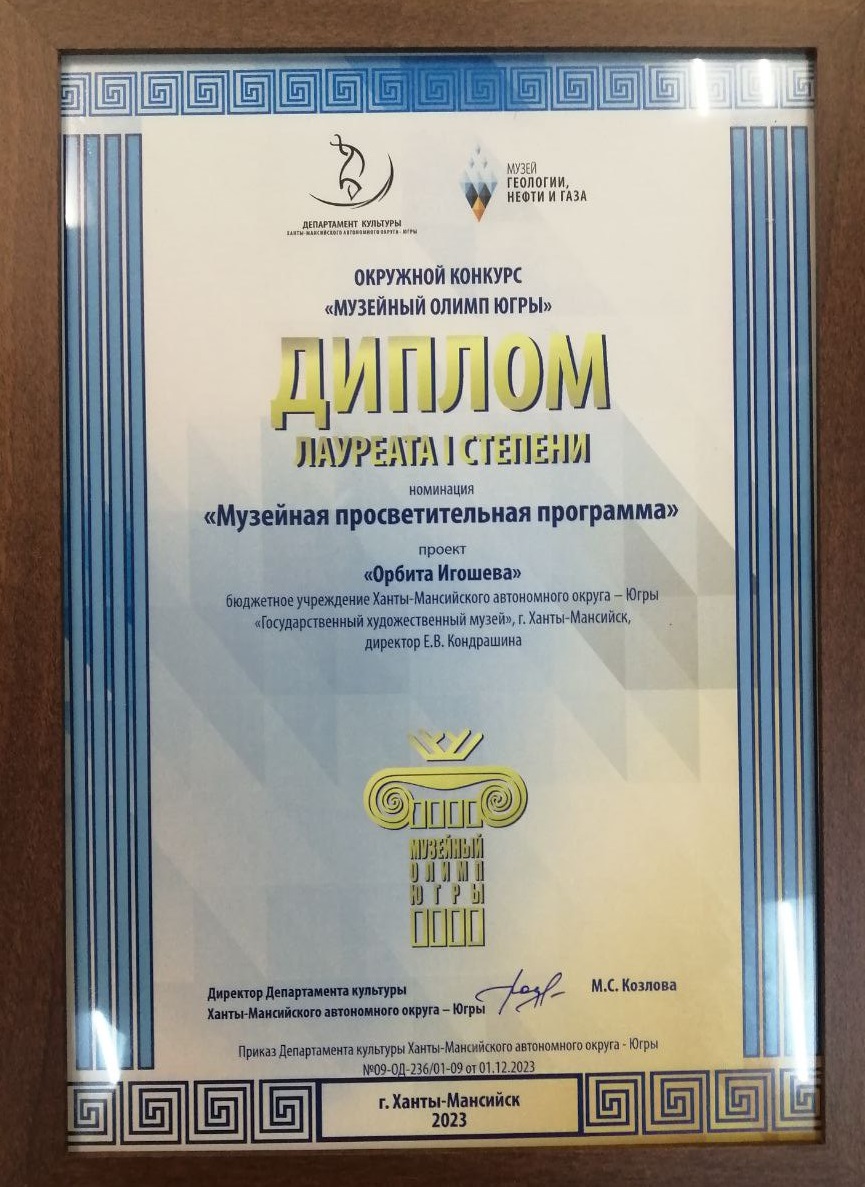 ДЕПАРТАМЕНТ КУЛЬТУРЫ
ХАНТЫ-МАНСИЙСКОГО АВТОНОМНОГО ОКРУГА - ЮГРЫ
МУЗЕЙ
ГЕОЛОГИИ,
НЕФТИ И ГАЗА
ОКРУЖНОЙ КОНКУРС
«МУЗЕЙНЫЙ ОЛИМП ЮГРЫ»
ДИПЛОМ
ЛАУРЕАТА I СТЕПЕНИ
номинация
«Музейная просветительная программа»
проект
«Орбита Игошева»
бюджетное учреждение Ханты-Мансийского автономного округа – Югры
«Государственный художественный музей», г. Ханты-Мансийск,
директор Е.В. Кондрашина
МУЗЕЙНЫЙ
ОЛИМП
ЮГРЫ
Директор Департамента культуры
Ханты-Мансийского автономного округа – Югры
М.С. Козлова
Приказ Департамента культуры Ханты-Мансийского автономного округа - Югры
№09-ОД-236/01-09 от 01.12.2023
г. Ханты-Мансийск
2023